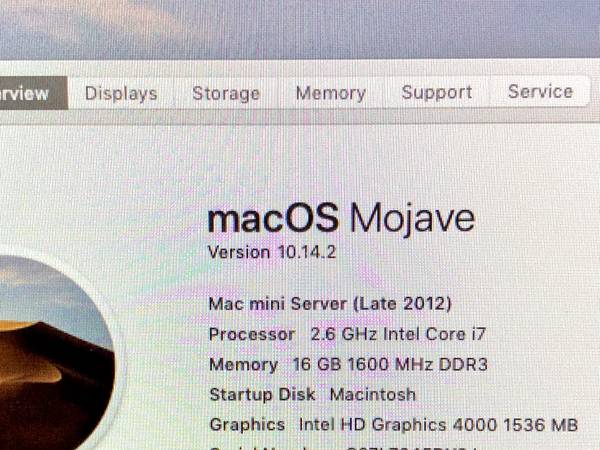 Displays Storage Memory Support Service
macOS Mojave
Version 10.14.2
Mac mini Server (Late 2012)
Processor 2.6 GHz Intel Core i7
Memory 16 GB 1600 MHz DDR3
Startup Disk Macintosh
Graphics Intel HD Graphics 4000 1536 MB